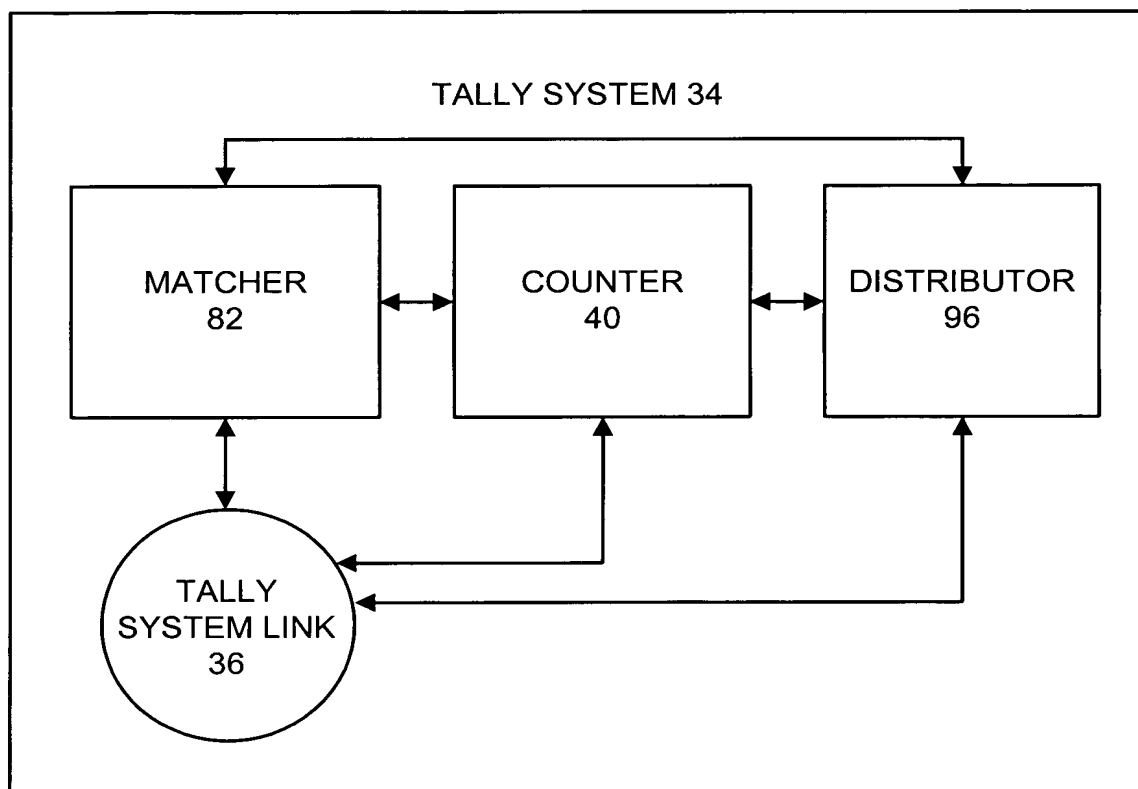 TALLY SYSTEM 34
MATCHER
82
COUNTER
40
DISTRIBUTOR
96
TALLY
SYSTEM LINK
36